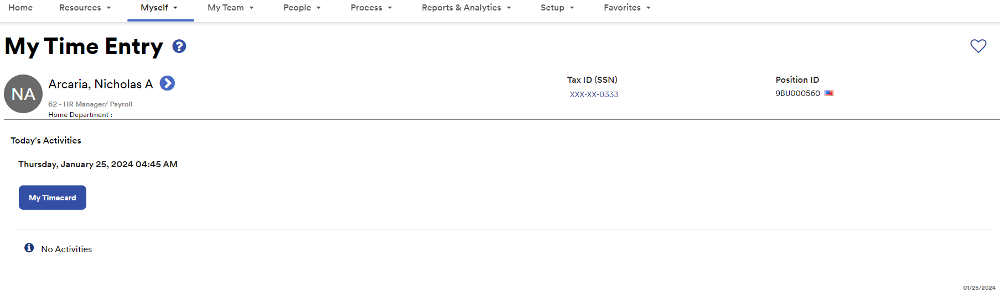 Home Resources Myself My Team People Process Reports & Analytics Setup Favorites
My Time Entry ?
NA
Arcaria, Nicholas A
62 - HR Manager/ Payroll
Home Department :
Tax ID (SSN)
XXX-XX-0333
Position ID
9BU000560
Today's Activities
Thursday, January 25, 2024 04:45 AM
My Timecard
No Activities
01/25/2024